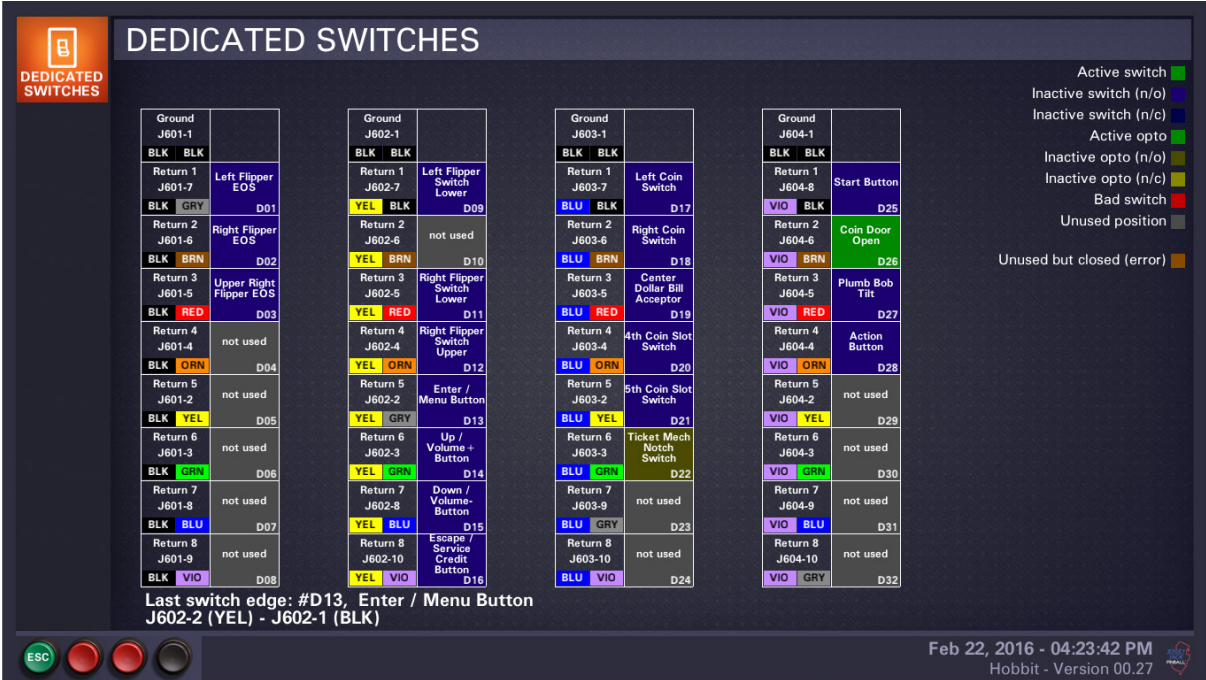 DEDICATED SWITCHES
DEDICATED
SWITCHES
Active switch
Inactive switch (n/o)
Inactive switch (n/c)
Active opto
Inactive opto (n/o)
Inactive opto (n/c)
Bad switch
Unused position
Unused but closed (error)
Ground
J601-1
BLK BLK
Return 1
J601-7
BLK GRY
Left Flipper
EOS
D01
Return 2
J601-6
BLK BRN
Right Flipper
EOS
D02
Return 3
J601-5
BLK RED
Upper Right
Flipper EOS
D03
Return 4
J601-4
BLK ORN
not used
D04
Return 5
J601-2
BLK YEL
not used
D05
Return 6
J601-3
BLK GRN
not used
D06
Return 7
J601-8
BLK BLU
not used
D07
Return 8
J601-9
BLK VIO
not used
D08
Ground
J602-1
BLK BLK
Return 1
J602-7
YEL BLK
Left Flipper
Switch
Lower
D09
Return 2
J602-6
YEL BRN
not used
D10
Return 3
J602-5
YEL RED
Right Flipper
Switch
Lower
D11
Return 4
J602-4
YEL ORN
Right Flipper
Switch
Upper
D12
Return 5
J602-2
YEL GRY
Enter /
Menu Button
D13
Return 6
J602-3
YEL GRN
Up /
Volume+
Button
D14
Return 7
J602-8
YEL BLU
Down /
Volume-
Button
D15
Return 8
J602-10
YEL VIO
Escape /
Service
Credit
Button
D16
Ground
J603-1
BLK BLK
Return 1
J603-7
BLU BLK
Left Coin
Switch
D17
Return 2
J603-6
BLU BRN
Right Coin
Switch
D18
Return 3
J603-5
BLU RED
Center
Dollar Bill
Acceptor
D19
Return 4
J603-4
BLU ORN
4th Coin Slot
Switch
D20
Return 5
J603-2
BLU YEL
5th Coin Slot
Switch
D21
Return 6
J603-3
BLU GRN
Ticket Mech
Notch
Switch
D22
Return 7
J603-9
BLU GRY
not used
D23
Return 8
J603-10
BLU VIO
not used
D24
Ground
J604-1
BLK BLK
Return 1
J604-8
VIO BLK
Start Button
D25
Return 2
J604-6
VIO BRN
Coin Door
Open
D26
Return 3
J604-5
VIO RED
Plumb Bob
Tilt
D27
Return 4
J604-4
VIO ORN
Action
Button
D28
Return 5
J604-2
VIO YEL
not used
D29
Return 6
J604-3
VIO GRN
not used
D30
Return 7
J604-9
VIO BLU
not used
D31
Return 8
J604-10
VIO GRY
not used
D32
Last switch edge: #D13, Enter / Menu Button
J602-2 (YEL) - J602-1 (BLK)
ESC
Feb 22, 2016 - 04:23:42 PM
Hobbit - Version 00.27